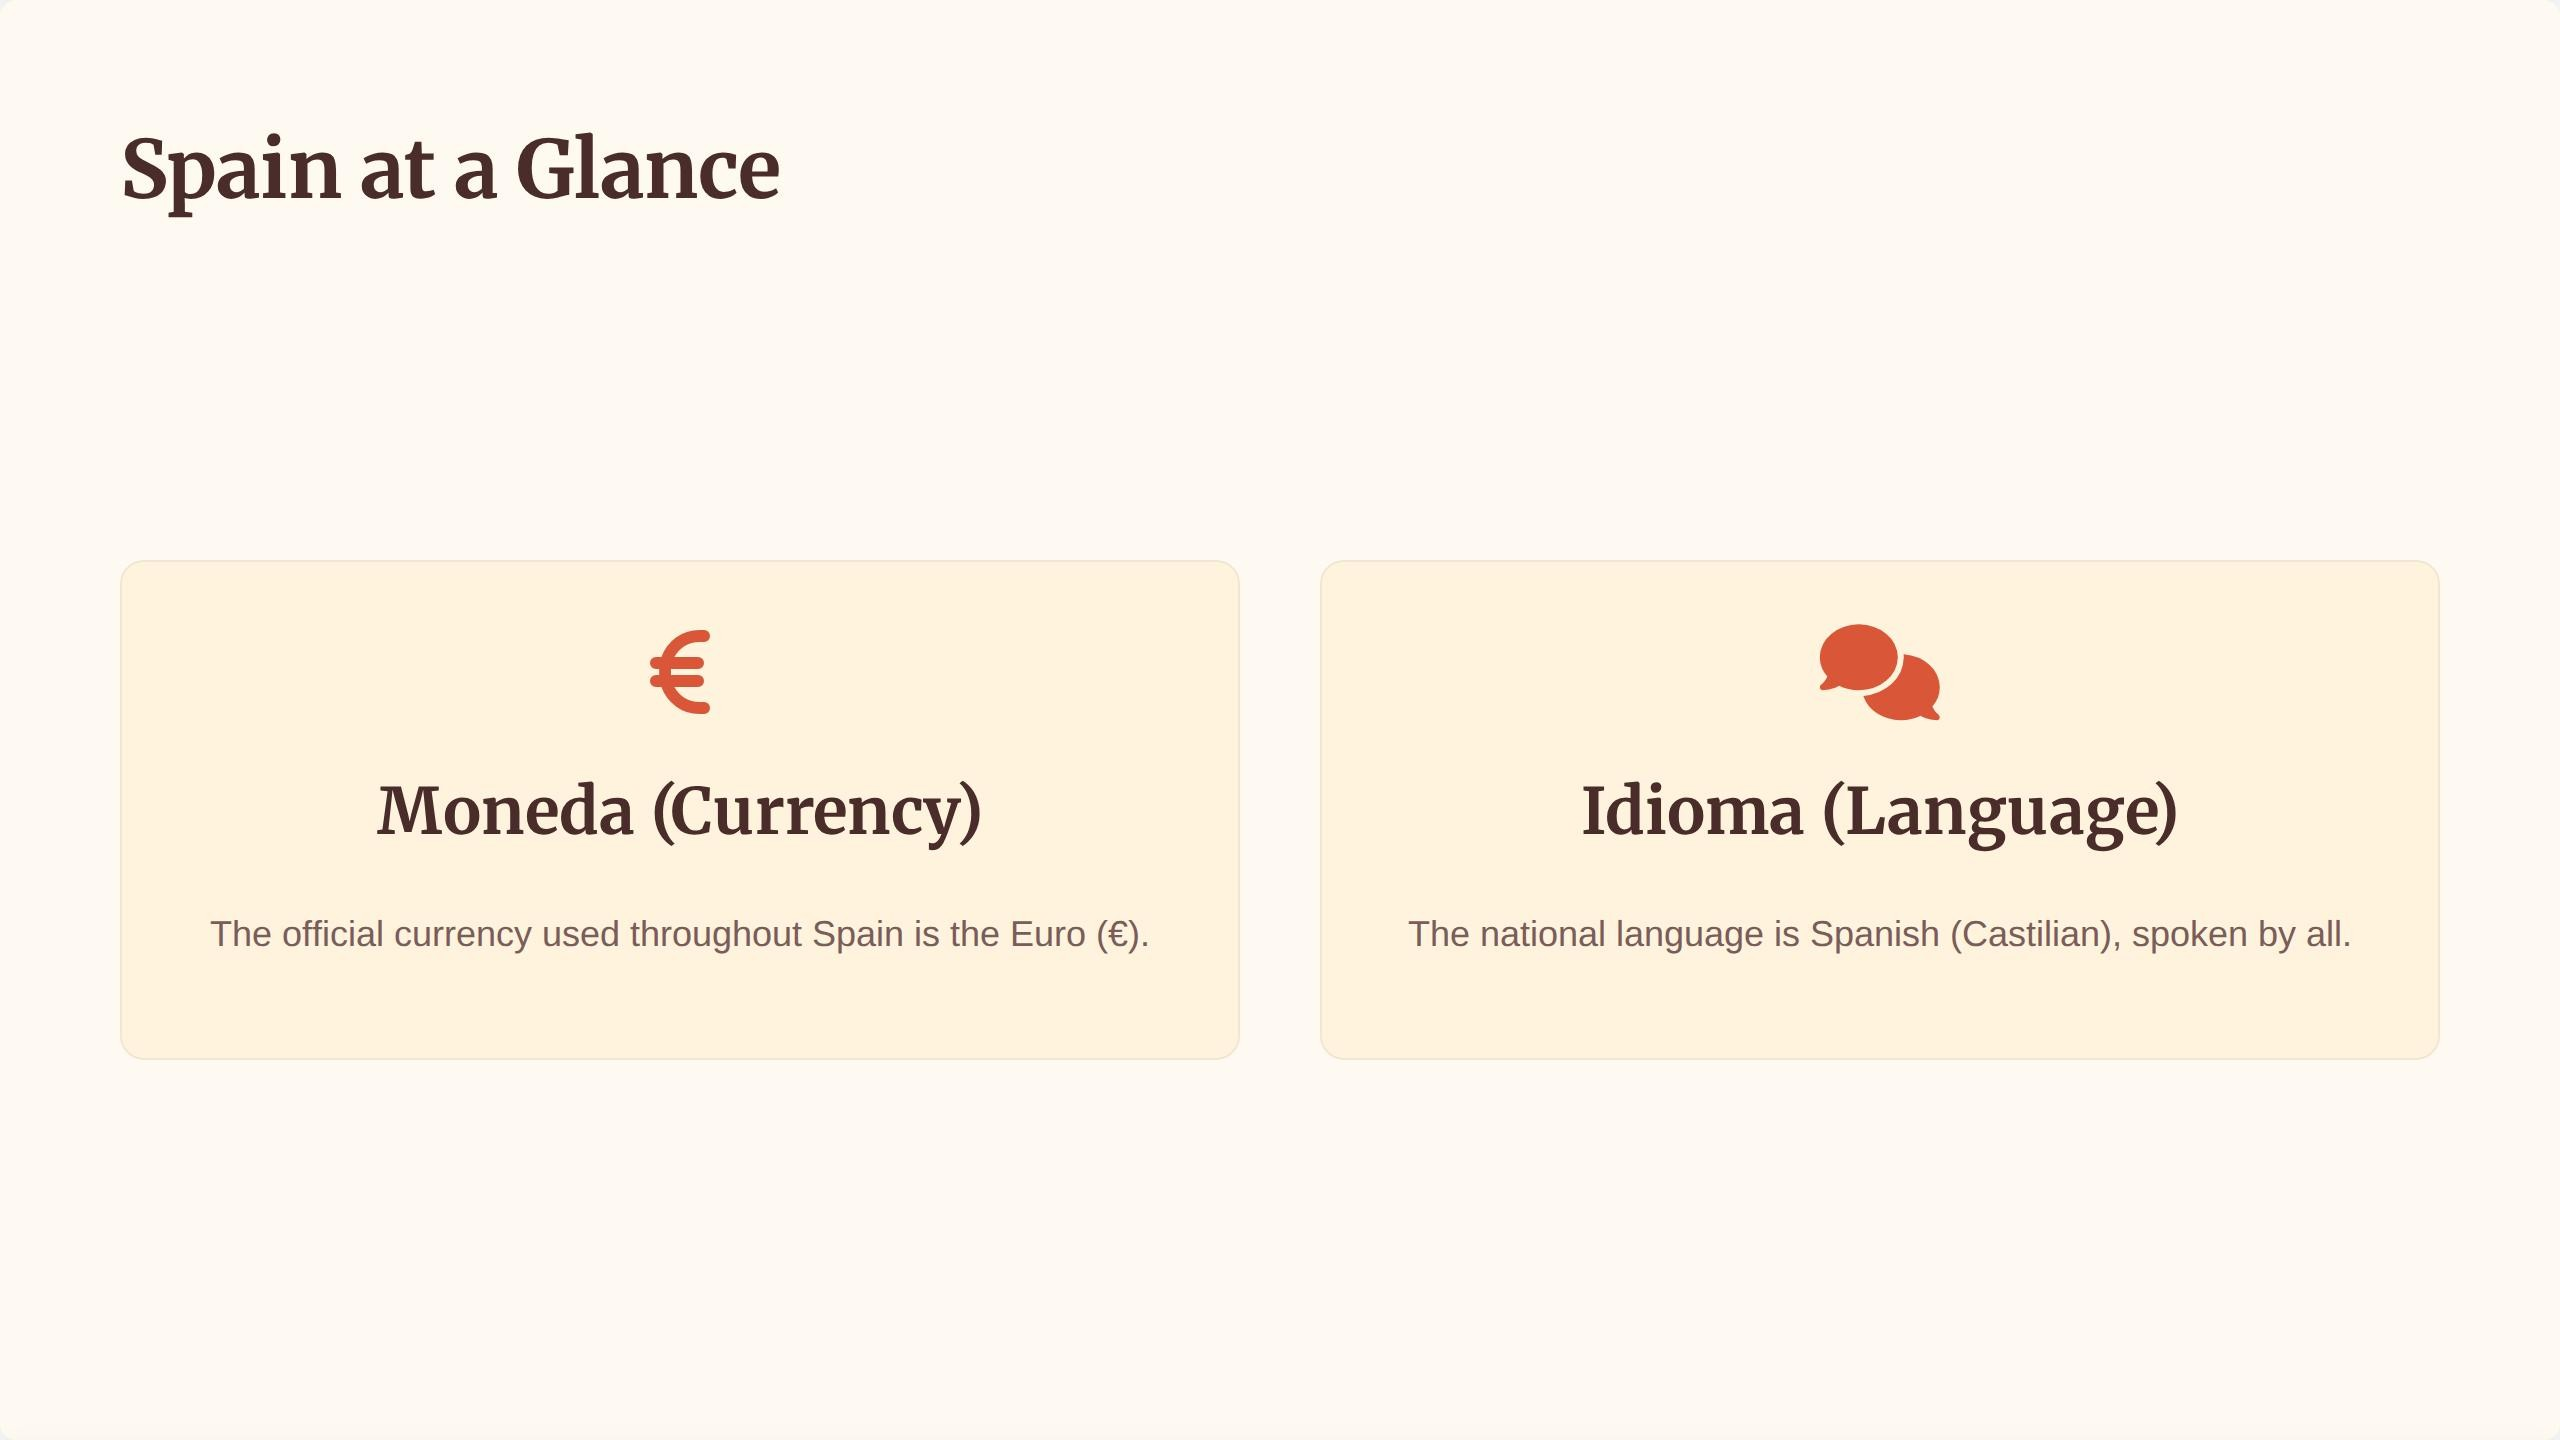 Spain at a Glance
Moneda (Currency)
The official currency used throughout Spain is the Euro (€).
Idioma (Language)
The national language is Spanish (Castilian), spoken by all.